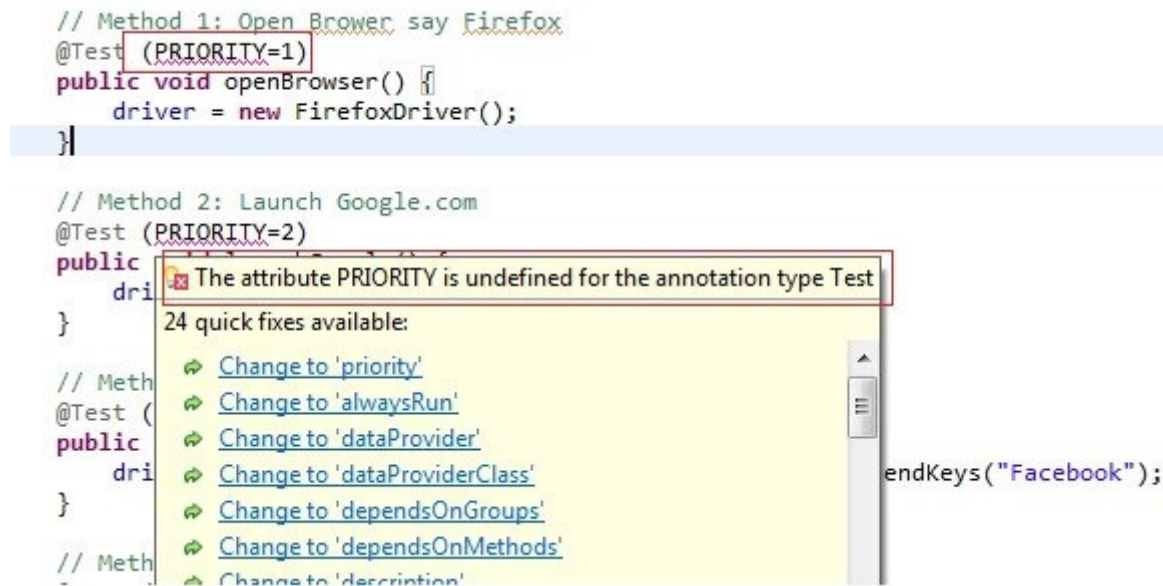 // Method 1: Open Brower say Firefox
@Test (PRIORITY=1)
public void openBrowser() {
driver = new FirefoxDriver();
}
// Method 2: Launch Google.com
@Test (PRIORITY=2)
public
The attribute PRIORITY is undefined for the annotation type Test
dri
}
24 quick fixes available:
Change to 'priority'
// Meth
Change to 'alwaysRun'
@Test (
Change to 'dataProvider'
public
Change to 'dataProviderClass'
dri
endKeys("Facebook");
Change to 'dependsOnGroups'
}
Change to 'dependsOnMethods'
// Meth
Change to 'description'